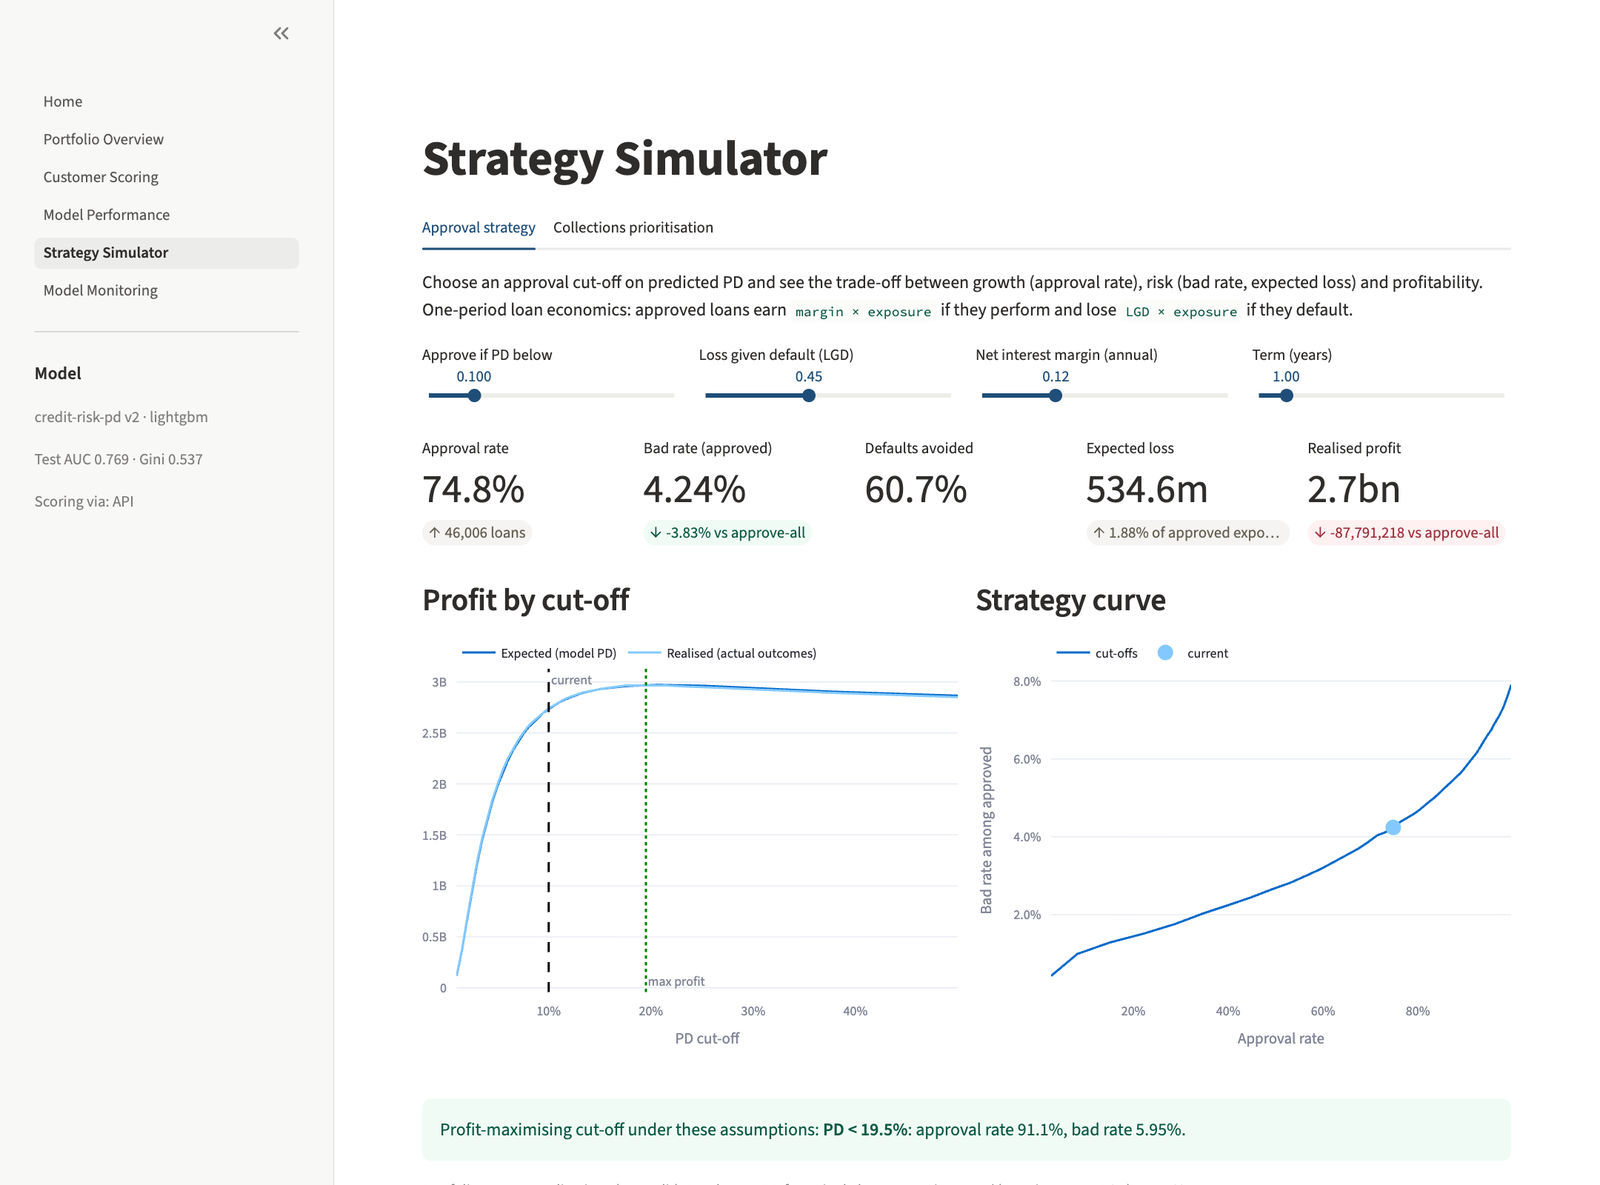 Home
Portfolio Overview
Customer Scoring
Model Performance
Strategy Simulator
Model Monitoring
Model
credit-risk-pd v2 · lightgbm
Test AUC 0.769 · Gini 0.537
Scoring via: API
Strategy Simulator
Approval strategy Collections prioritisation
Choose an approval cut-off on predicted PD and see the trade-off between growth (approval rate), risk (bad rate, expected loss) and profitability.
One-period loan economics: approved loans earn margin × exposure if they perform and lose LGD × exposure if they default.
Approve if PD below Loss given default (LGD) Net interest margin (annual) Term (years)
0.100 0.45 0.12 1.00
Approval rate Bad rate (approved) Defaults avoided Expected loss Realised profit
74.8% 4.24% 60.7% 534.6m 2.7bn
↑ 46,006 loans ↓ -3.83% vs approve-all ↑ 1.88% of approved expo… ↓ -87,791,218 vs approve-all
Profit by cut-off
Expected (model PD) Realised (actual outcomes)
current
3B
2.5B
2B
1.5B
1B
0.5B
0
max profit
10% 20% 30% 40%
PD cut-off
Strategy curve
cut-offs current
Bad rate among approved
8.0%
6.0%
4.0%
2.0%
20% 40% 60% 80%
Approval rate
Profit-maximising cut-off under these assumptions: PD < 19.5%: approval rate 91.1%, bad rate 5.95%.